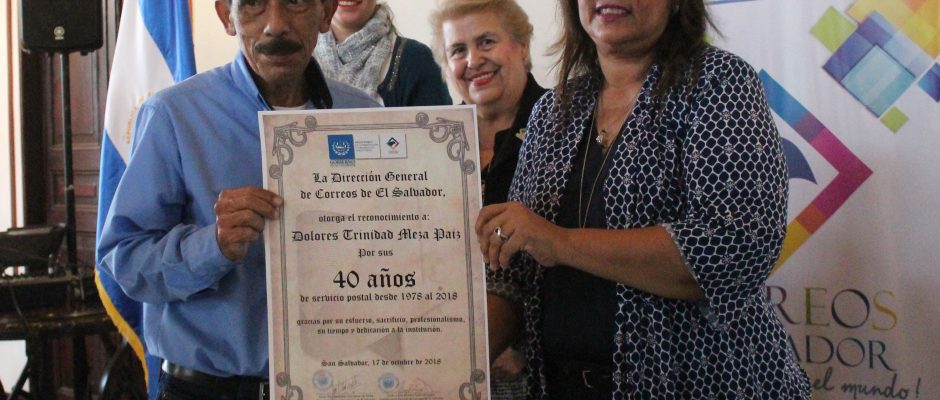 GOBIERNO
La Dirección General
de Correos de El Salvador,
otorga el reconocimiento a:
Dolores Trinidad Meza Paiz
Por sus
40 años
de servicio postal desde 1978 al 2018
gracias por su esfuerzo, sacrificio, profesionalismo,
su tiempo y dedicación a la institución.
San Salvador, 17 de octubre de 2018
REOS
ADOR
el mundo!